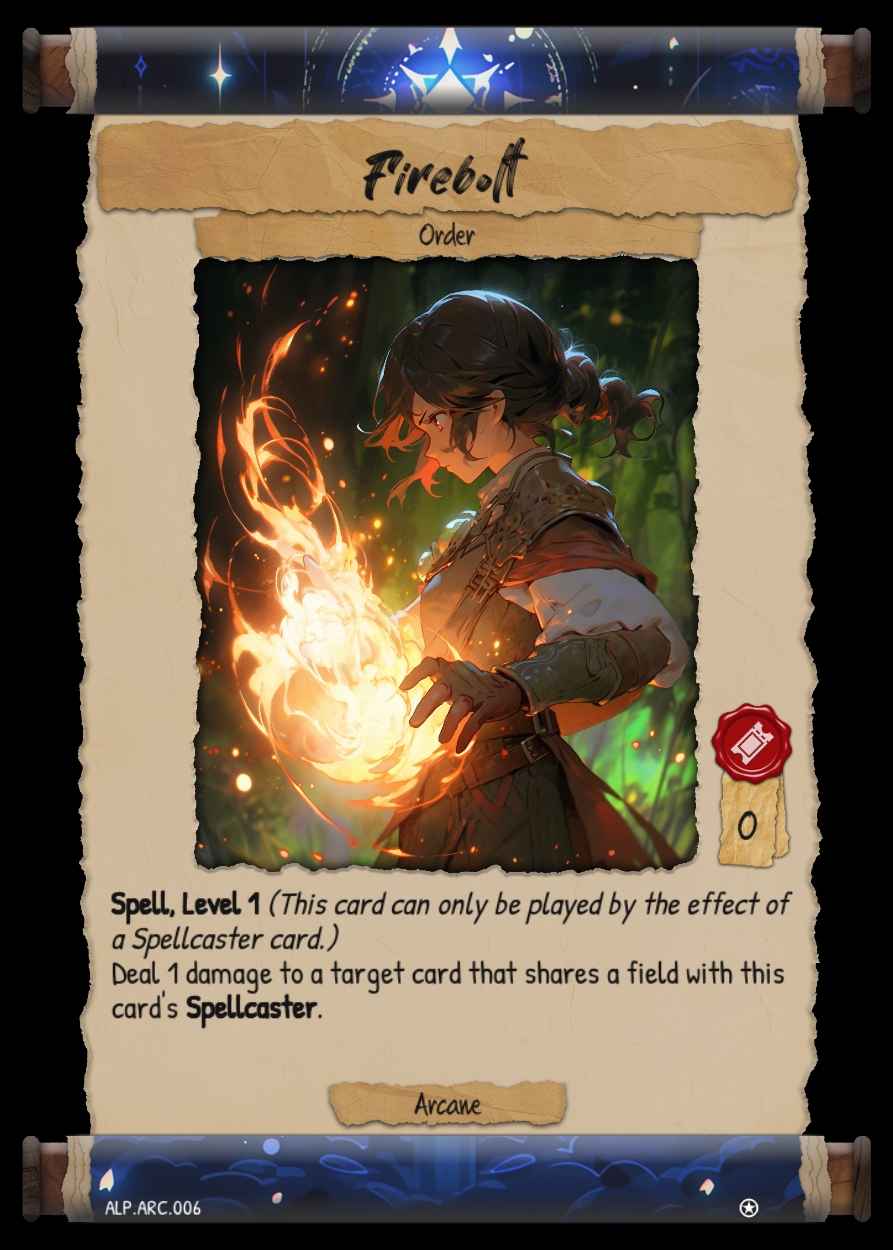 Firebolt
Order
0
Spell, Level 1 (This card can only be played by the effect of
a Spellcaster card.)
Deal 1 damage to a target card that shares a field with this
card's Spellcaster.
Arcane
ALP.ARC.006